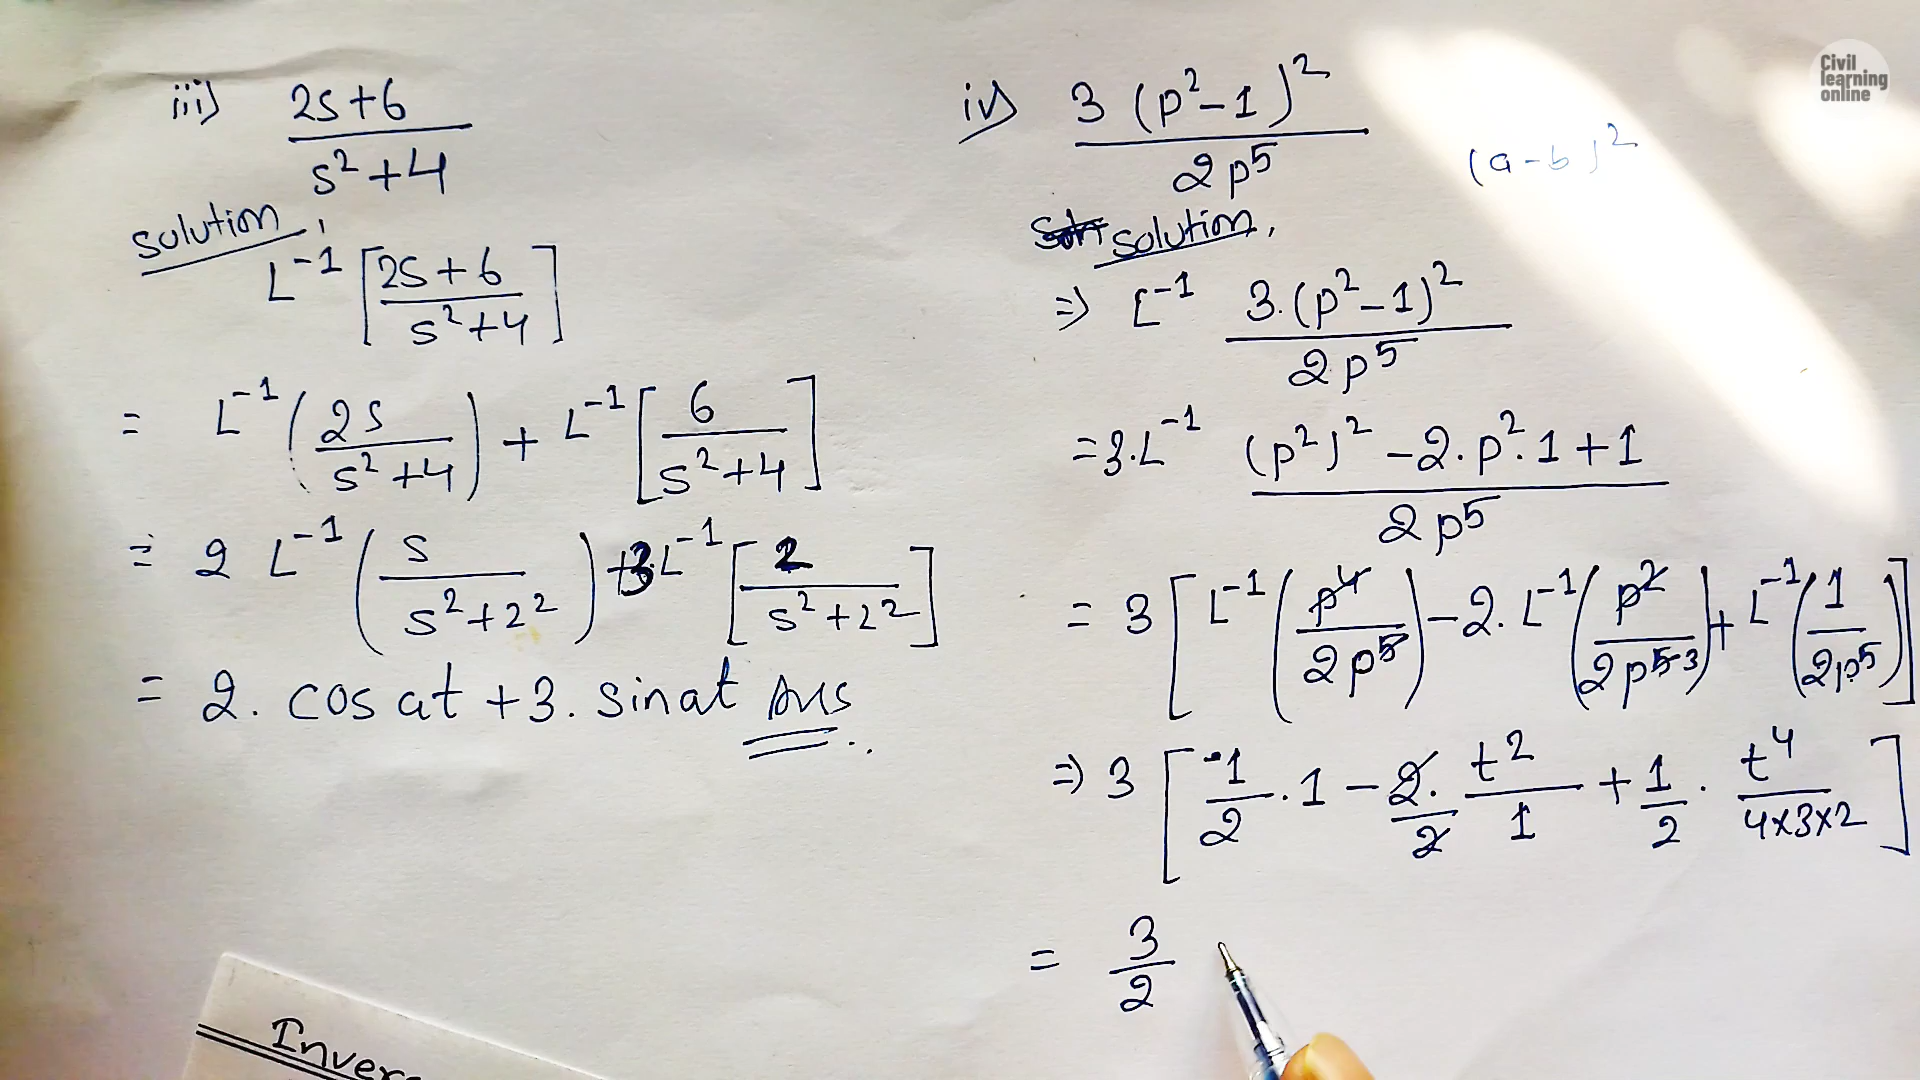 Civil
learning
online
iii) (2s+6)/(s²+4)
solution,
L⁻¹ [(2s+6)/(s²+4)]
= L⁻¹ (2s/(s²+4)) + L⁻¹ [6/(s²+4)]
= 2 L⁻¹ (s/(s²+2²)) +3L⁻¹ [2/(s²+2²)]
= 2. cos at +3. sin at Ans
iv) 3 (p²-1)²/2p⁵
(a-b)²
solution,
=> L⁻¹ 3.(p²-1)²/2p⁵
=3.L⁻¹ ((p²)² -2.p².1+1)/2p⁵
= 3 [L⁻¹ (p⁴/2p⁵) -2. L⁻¹ (p²/2p⁵⁻³) + L⁻¹ (1/2p⁵)]
=> 3 [1/2 .1 - 2./2 t²/1 + 1/2 . t⁴/(4x3x2)]
= 3/2